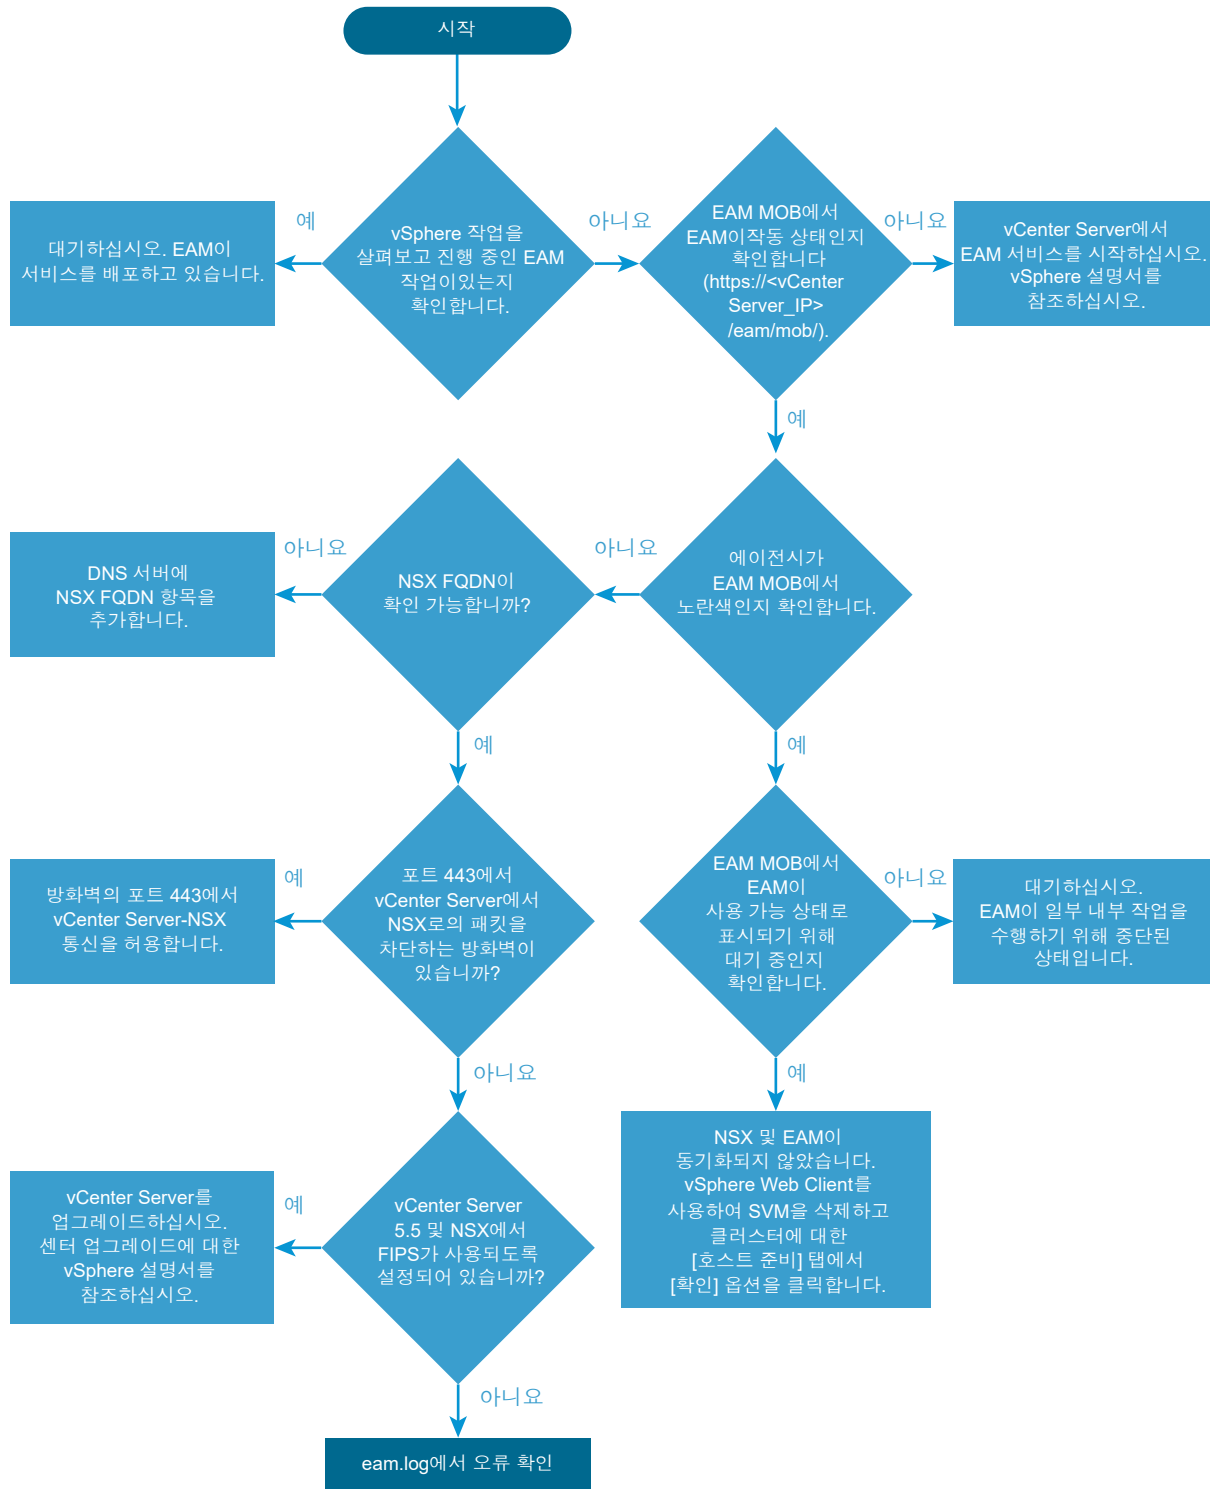 시작
예
대기하십시오. EAM이
서비스를 배포하고 있습니다.
vSphere 작업을
살펴보고 진행 중인 EAM
작업이있는지
확인합니다.
아니요
EAM MOB에서
EAM이작동 상태인지
확인합니다
(https://<vCenter
Server_IP>
/eam/mob/).
아니요
vCenter Server에서
EAM 서비스를 시작하십시오.
vSphere 설명서를
참조하십시오.
예
에이전시가
EAM MOB에서
노란색인지 확인합니다.
아니요
NSX FQDN이
확인 가능합니까?
아니요
DNS 서버에
NSX FQDN 항목을
추가합니다.
예
예
포트 443에서
vCenter Server에서
NSX로의 패킷을
차단하는 방화벽이
있습니까?
예
방화벽의 포트 443에서
vCenter Server-NSX
통신을 허용합니다.
EAM MOB에서
EAM이
사용 가능 상태로
표시되기 위해
대기 중인지
확인합니다.
아니요
대기하십시오.
EAM이 일부 내부 작업을
수행하기 위해 중단된
상태입니다.
아니요
예
vCenter Server
5.5 및 NSX에서
FIPS가 사용되도록
설정되어 있습니까?
예
vCenter Server를
업그레이드하십시오.
센터 업그레이드에 대한
vSphere 설명서를
참조하십시오.
NSX 및 EAM이
동기화되지 않았습니다.
vSphere Web Client를
사용하여 SVM을 삭제하고
클러스터에 대한
[호스트 준비] 탭에서
[확인] 옵션을 클릭합니다.
아니요
eam.log에서 오류 확인